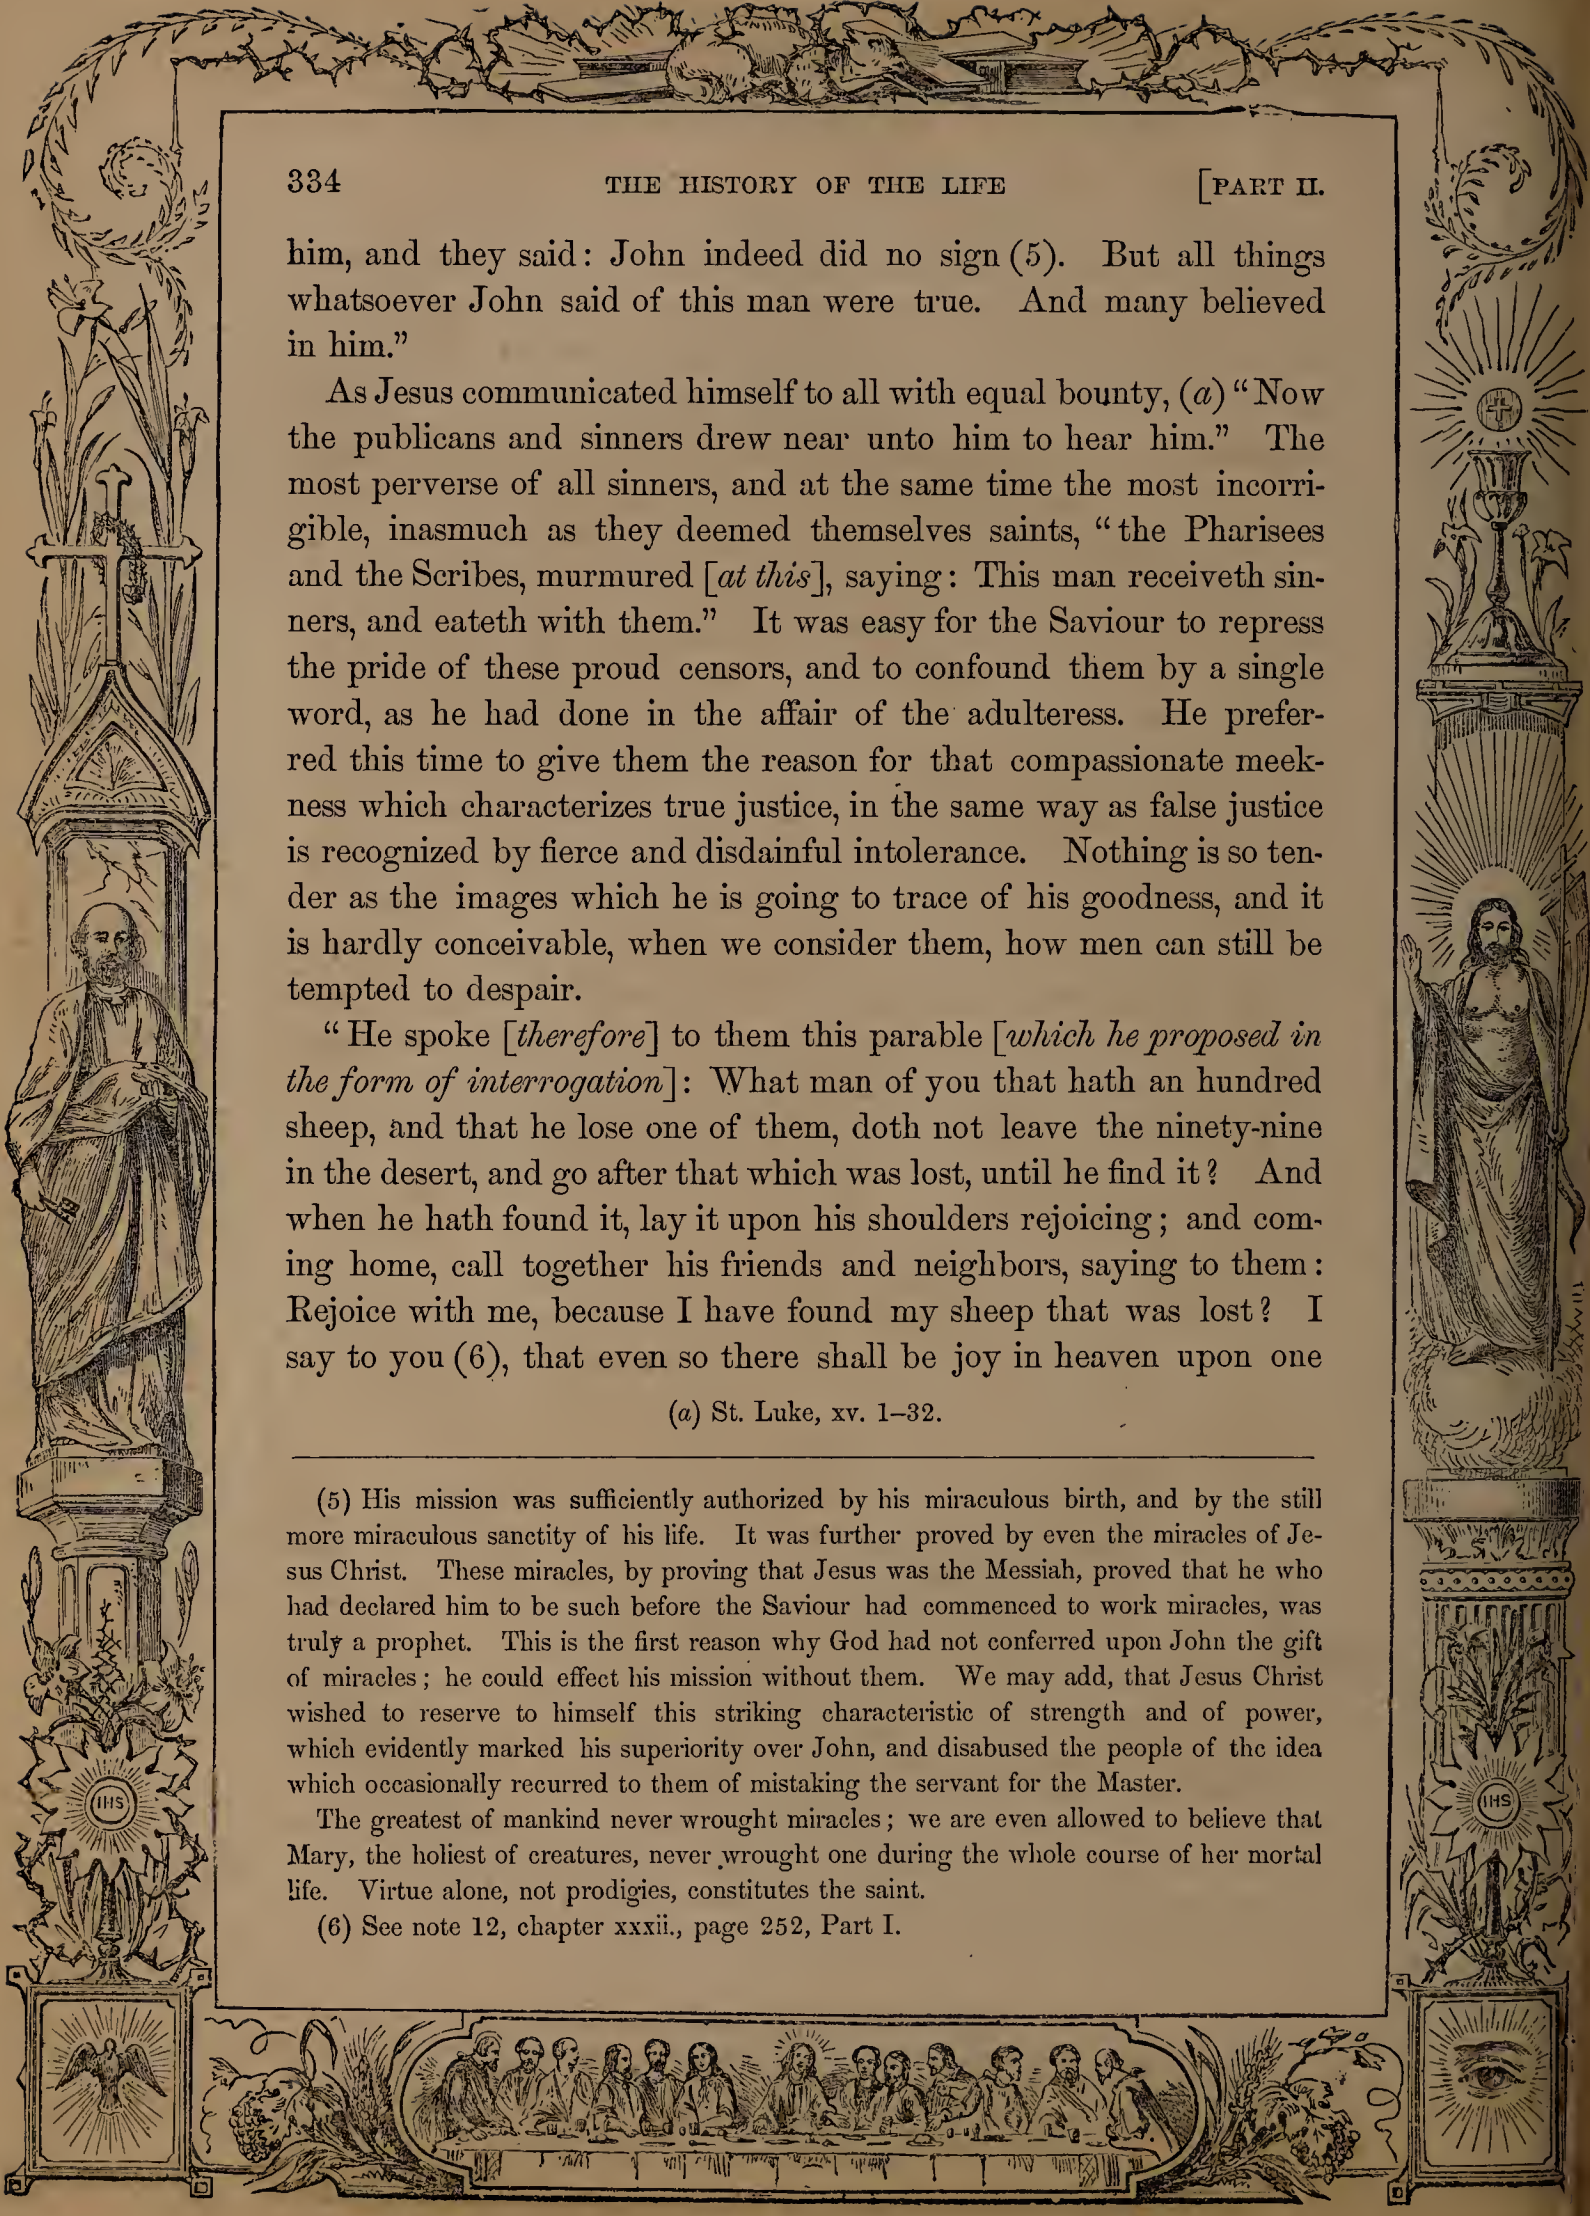 334 THE HISTORY OF THE LIFE [PART II.
him, and they said: John indeed did no sign (5). But all things
whatsoever John said of this man were true. And many believed
in him.”
As Jesus communicated himself to all with equal bounty, (a) “Now
the publicans and sinners drew near unto him to hear him.” The
most perverse of all sinners, and at the same time the most incorri-
gible, inasmuch as they deemed themselves saints, “the Pharisees
and the Scribes, murmured [at this], saying: This man receiveth sin-
ners, and eateth with them.” It was easy for the Saviour to repress
the pride of these proud censors, and to confound them by a single
word, as he had done in the affair of the adulteress. He prefer-
red this time to give them the reason for that compassionate meek-
ness which characterizes true justice, in the same way as false justice
is recognized by fierce and disdainful intolerance. Nothing is so ten-
der as the images which he is going to trace of his goodness, and it
is hardly conceivable, when we consider them, how men can still be
tempted to despair.
“He spoke [therefore] to them this parable [which he proposed in
the form of interrogation]: What man of you that hath an hundred
sheep, and that he lose one of them, doth not leave the ninety-nine
in the desert, and go after that which was lost, until he find it? And
when he hath found it, lay it upon his shoulders rejoicing; and com-
ing home, call together his friends and neighbors, saying to them:
Rejoice with me, because I have found my sheep that was lost? I
say to you (6), that even so there shall be joy in heaven upon one
(a) St. Luke, xv. 1–32.
(5) His mission was sufficiently authorized by his miraculous birth, and by the still
more miraculous sanctity of his life. It was further proved by even the miracles of Je-
sus Christ. These miracles, by proving that Jesus was the Messiah, proved that he who
had declared him to be such before the Saviour had commenced to work miracles, was
truly a prophet. This is the first reason why God had not conferred upon John the gift
of miracles; he could effect his mission without them. We may add, that Jesus Christ
wished to reserve to himself this striking characteristic of strength and of power,
which evidently marked his superiority over John, and disabused the people of the idea
which occasionally recurred to them of mistaking the servant for the Master.
The greatest of mankind never wrought miracles; we are even allowed to believe that
Mary, the holiest of creatures, never wrought one during the whole course of her mortal
life. Virtue alone, not prodigies, constitutes the saint.
(6) See note 12, chapter xxxii., page 252, Part I.
IHS
IHS